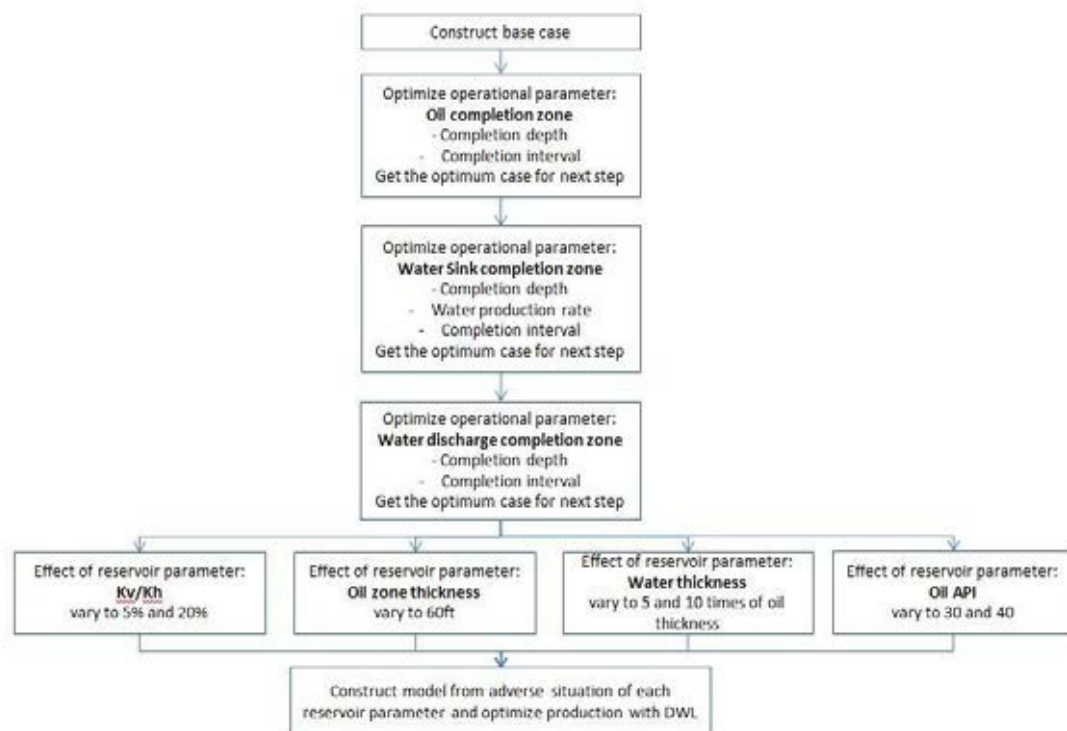 Construct base case
Optimize operational parameter:
Oil completion zone
- Completion depth
- Completion interval
Get the optimum case for next step
Optimize operational parameter:
Water Sink completion zone
- Completion depth
- Water production rate
- Completion interval
Get the optimum case for next step
Optimize operational parameter:
Water discharge completion zone
- Completion depth
- Completion interval
Get the optimum case for next step
Effect of reservoir parameter:
Kv/Kh
vary to 5% and 20%
Effect of reservoir parameter:
Oil zone thickness
vary to 60ft
Effect of reservoir parameter:
Water thickness
vary to 5 and 10 times of oil
thickness
Effect of reservoir parameter:
Oil API
vary to 30 and 40
Construct model from adverse situation of each
reservoir parameter and optimize production with DWL